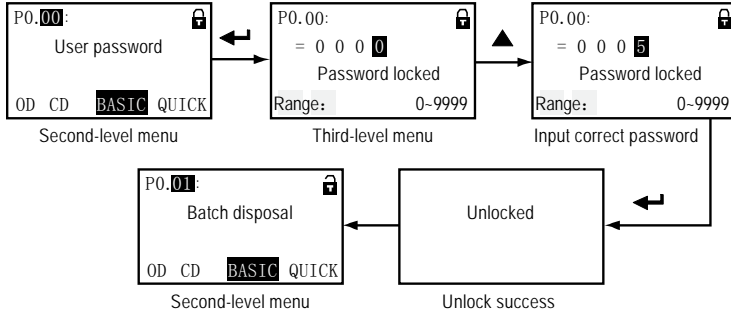 P0.00:
User password
OD CD BASIC QUICK
Second-level menu
P0.00:
= 0 0 0 0
Password locked
Range： 0~9999
Third-level menu
P0.00:
= 0 0 0 5
Password locked
Range： 0~9999
Input correct password
P0.01:
Batch disposal
OD CD BASIC QUICK
Second-level menu
Unlocked
Unlock success